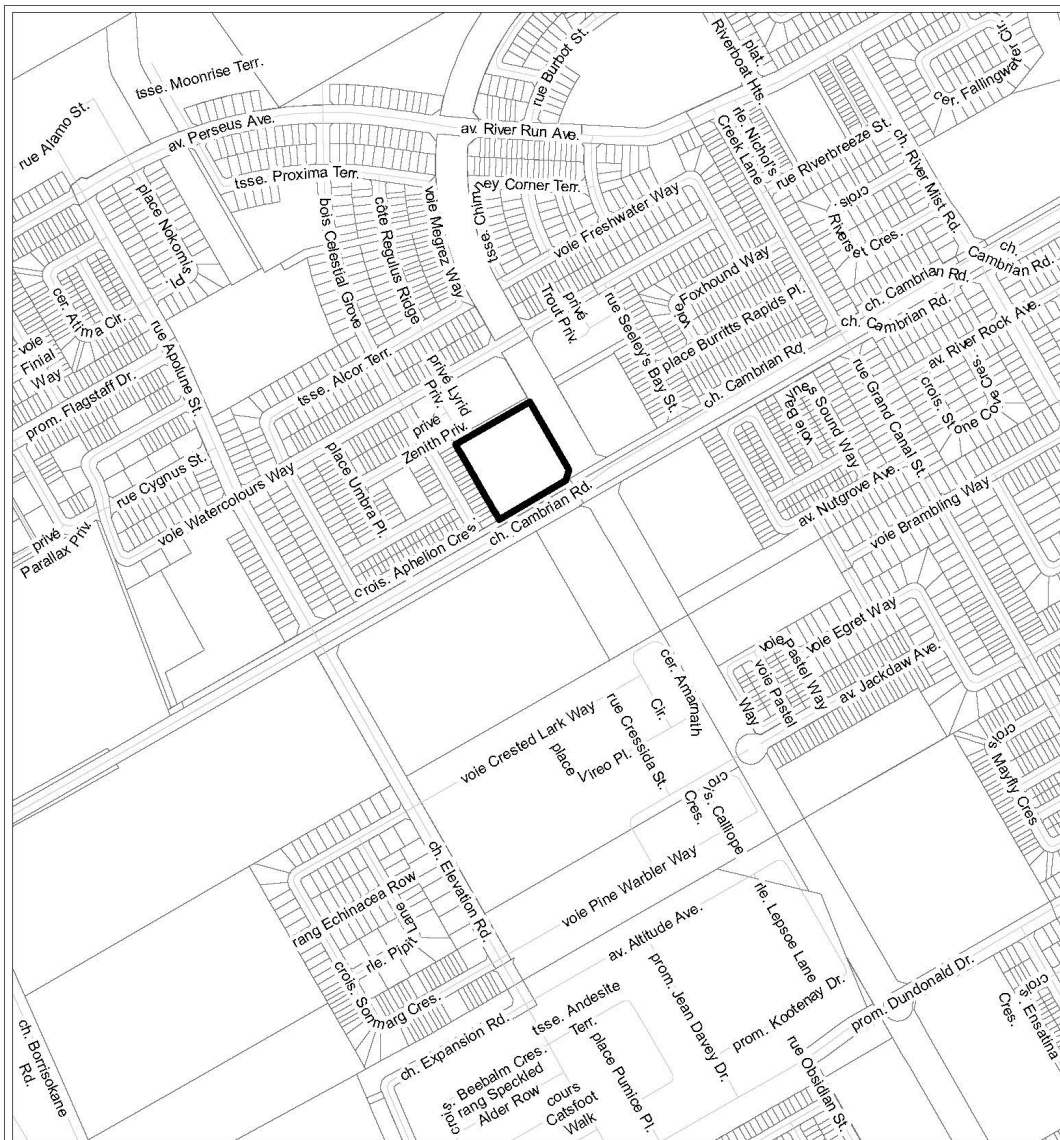 tsse. Moonrise Terr.
rue Alamo St.
av. Perseus Ave.
rue Burbot St.
plat.
Riverboat Hts.
cer. Fallingwater Cir.
av. River Run Ave.
rle. Nichol's
Creek Lane
rue Riverbreeze St.
ch. River Mist Rd.
tsse. Proxima Terr.
place Nokomis
Pl.
bois Celestial Grove
côte Regulus Ridge
voie Megrez Way
tsse. Chimn
ey Corner Terr.
voie Freshwater Way
crois.
Rivers
et Cres.
ch.
Cambrian Rd.
cer. Atima Cir.
voie
Finial
Way
prom. Flagstaff Dr.
rue Apolune St.
tsse. Alcor Terr.
privé
Trout Priv.
rue Seeley's Bay St.
voie
Foxhound Way
place Burritts Rapids Pl.
ch. Cambrian Rd.
ch. Cambrian Rd.
ch. Cambrian Rd.
av. River Rock Ave.
crois. St
one Cove Cres.
rue Grand Canal St.
privé Lyrid
Priv.
privé
Zenith Priv.
rue Cygnus St.
voie Watercolours Way
place Umbra Pl.
voie Bay
s Sound Way
av. Nutgrove Ave.
voie Brambling Way
privé
Parallax Priv.
crois. Aphelion Cres.
ch. Cambrian Rd.
voie Egret Way
voie
Pastel Way
voie Pastel
Way
av. Jackdaw Ave.
cer. Amarnath
Cir.
voie Crested Lark Way
rue Cressida St.
place
Vireo Pl.
crois. Calliope
Cres.
crois. Mayfly Cres.
ch. Elevation Rd.
voie Pine Warbler Way
rang Echinacea Row
rle. Pipit
Lane
crois. Sonmarg Cres.
av. Altitude Ave.
rle. Lepsoe Lane
prom. Jean Davey Dr.
prom. Kootenay Dr.
prom. Dundonald Dr.
ch. Expansion Rd.
tsse. Andesite
Terr.
place Pumice Pl.
rue Obsidian St.
crois. Ensatina
Cres.
ch. Borrisokane
Rd.
crois. Beebalm Cres.
rang Speckled
Alder Row
cours
Catsfoot
Walk
crois